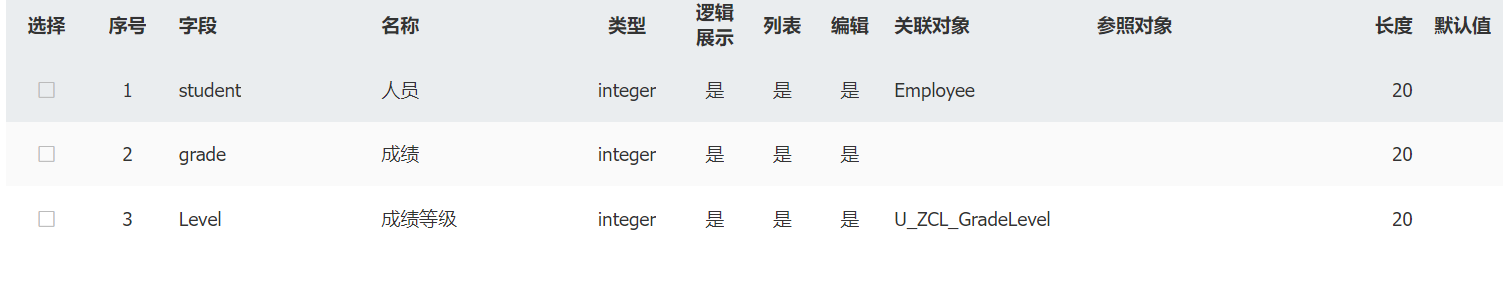 选择 序号 字段 名称 类型 逻辑展示 列表 编辑 关联对象 参照对象 长度 默认值
1 student 人员 integer 是 是 是 Employee 20
2 grade 成绩 integer 是 是 是 20
3 Level 成绩等级 integer 是 是 是 U_ZCL_GradeLevel 20